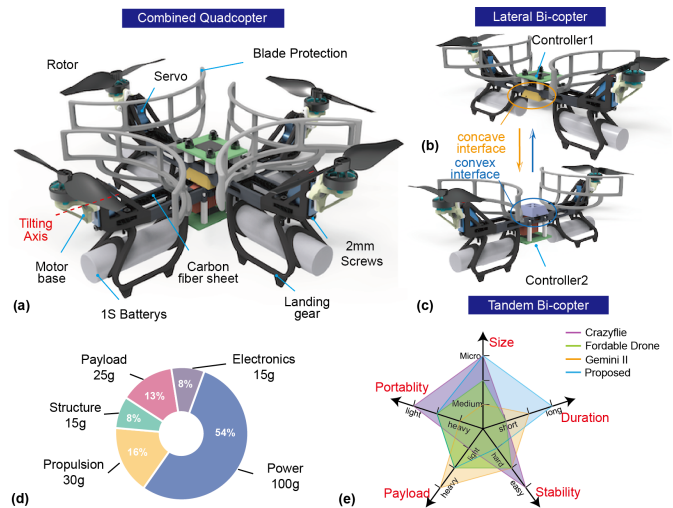 Combined Quadcopter
Rotor
Servo
Blade Protection
Tilting
Axis
Motor
base
1S Batterys
Carbon
fiber sheet
Landing
gear
2mm
Screws
(a)
Lateral Bi-copter
Controller1
(b)
concave
interface
convex
interface
Controller2
(c)
Tandem Bi-copter
Payload
25g
Electronics
15g
Structure
15g
Propulsion
30g
Power
100g
13%
8%
8%
16%
54%
(d)
Crazyflie
Fordable Drone
Gemini II
Proposed
Size
Micro
Medium
Portablity
light
heavy
short
long
Duration
light
heavy
Payload
hard
easy
Stability
(e)